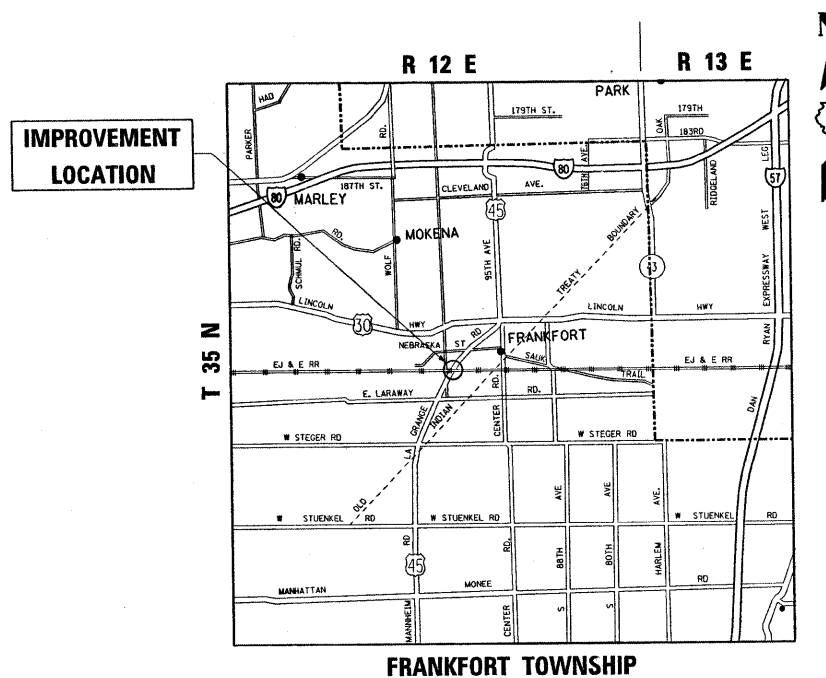 N
R 12 E
R 13 E
PARK
HAD
179TH ST.
179TH
RD.
OAK
183RD
PARKER
IMPROVEMENT
LOCATION
76TH AVE.
RIDGELAND
LEG
80
57
187TH ST.
80
MARLEY
CLEVELAND AVE.
45
WEST
BOUNDARY
MOKENA
RD.
SCHMUL RD.
WOLF
95TH AVE
TREATY
43
EXPRESSWAY
LINCOLN
HWY
LINCOLN
HWY
30
RD
NEBRASKA ST
FRANKFORT
RYAN
T 35 N
EJ & E RR
SAUK
TRAIL
EJ & E RR
E. LARAWAY
RD.
GRANGE
INDIAN
CENTER
RD.
DAN
W STEGER RD
W STEGER RD
LA
OLD
AVE
AVE
AVE.
W STUENKEL RD
W STUENKEL RD
W STUENKEL RD
RD
45
RD.
88TH
80TH
HARLEM
MANHATTAN
MONEE
RD
MANNHEIM
CENTER
S
S
FRANKFORT TOWNSHIP